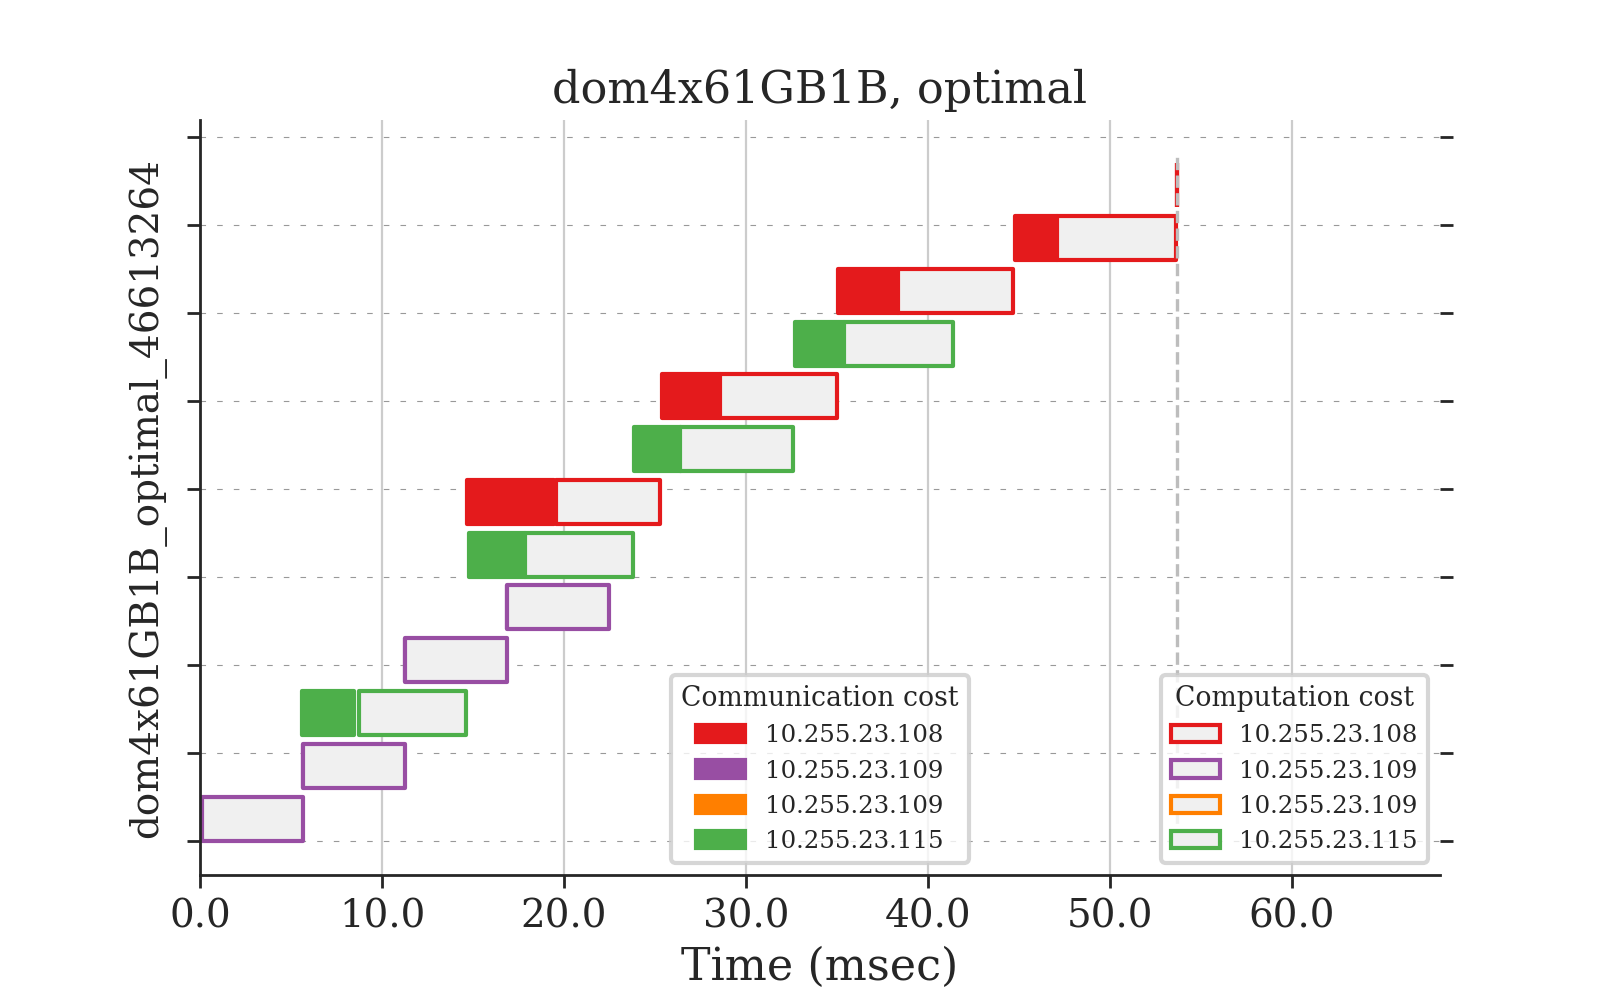 dom4x61GB1B, optimal
dom4x61GB1B_optimal_46613264
Communication cost
10.255.23.108
10.255.23.109
10.255.23.109
10.255.23.115
Computation cost
10.255.23.108
10.255.23.109
10.255.23.109
10.255.23.115
0.0 10.0 20.0 30.0 40.0 50.0 60.0
Time (msec)